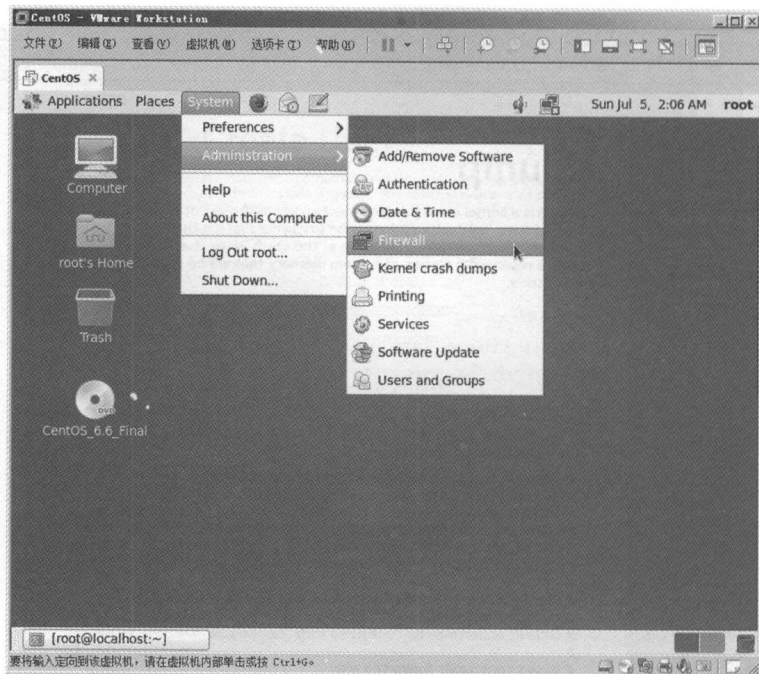 CentOS - VMware Workstation
文件(F) 编辑(E) 查看(V) 虚拟机(M) 选项卡(T) 帮助(H)
CentOS ×
Applications Places System Sun Jul 5, 2:06 AM root
Preferences
Administration
Help
About this Computer
Log Out root...
Shut Down...
Add/Remove Software
Authentication
Date & Time
Firewall
Kernel crash dumps
Printing
Services
Software Update
Users and Groups
Computer
root's Home
Trash
DVD
CentOS_6.6_Final
[root@localhost:~]
要将输入定向到该虚拟机，请在虚拟机内部单击或按 Ctrl+G。